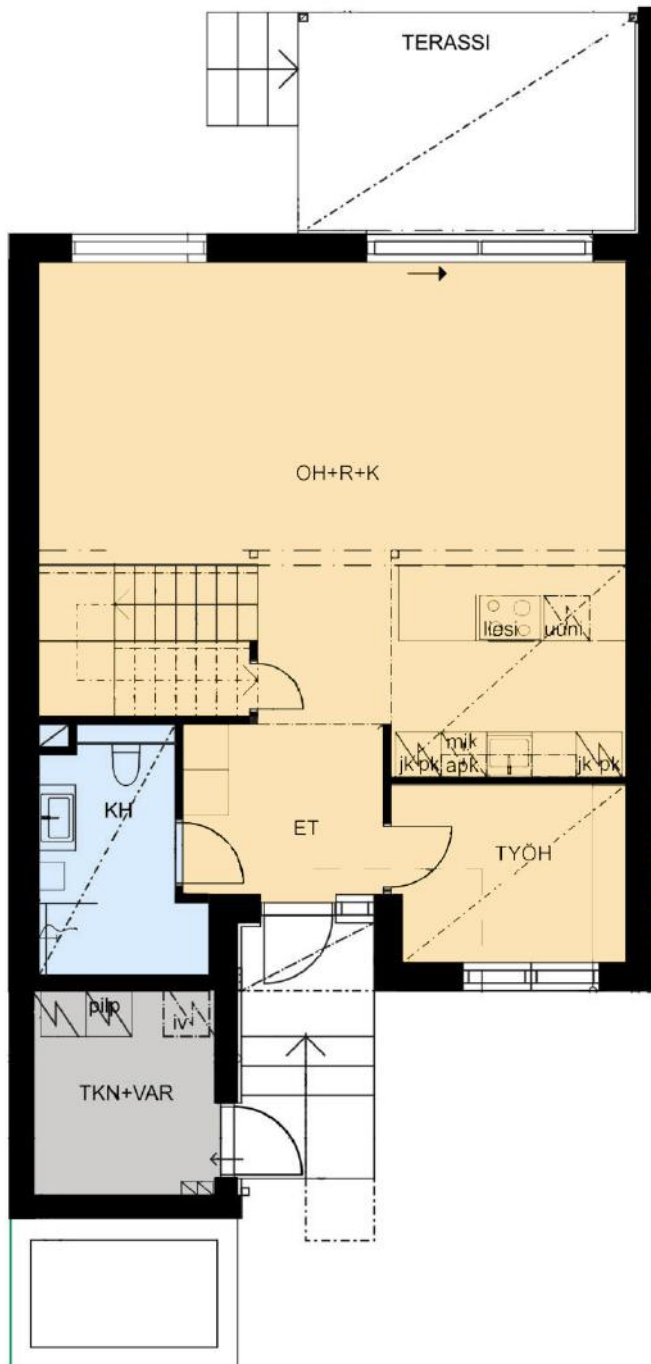 TERASSI
OH+R+K
liesi uuni
jk pk
mik
apk
jk pk
KH
ET
TYÖH
pilp
iv
TKN+VAR